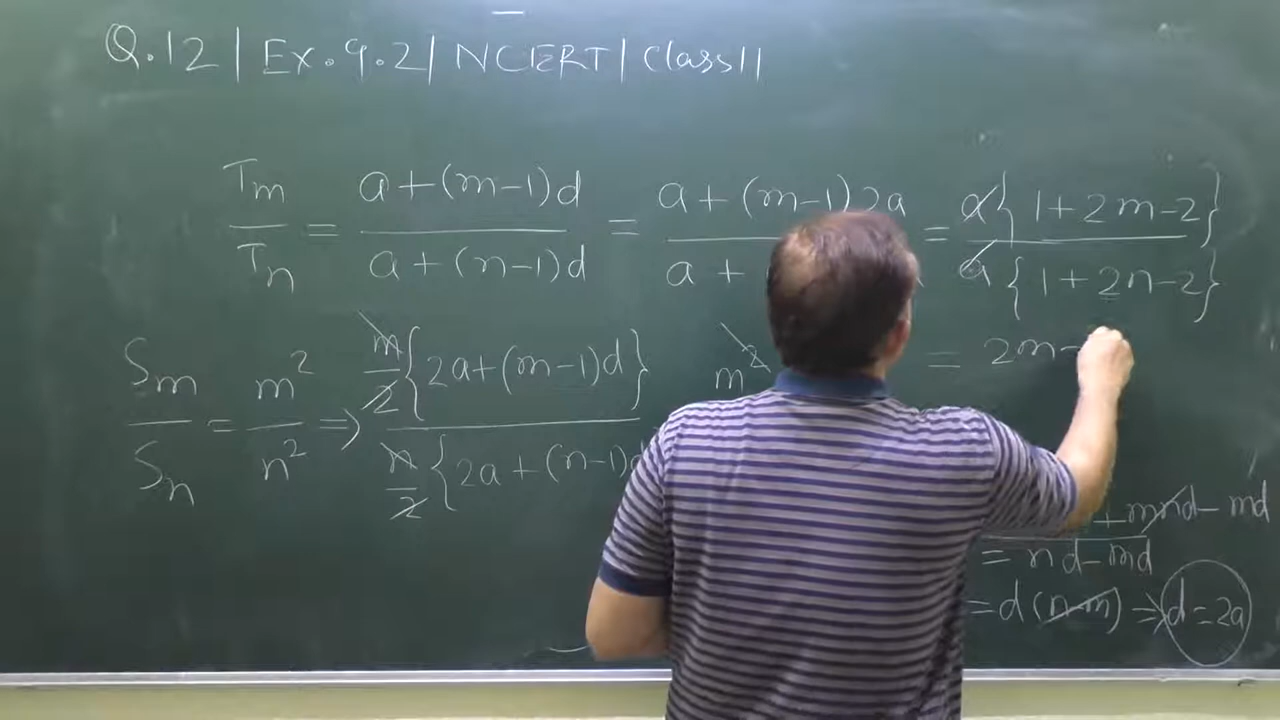 Q.12 | Ex. 9.2 | NCERT | Class 11
Tm/Tn = a+(m-1)d / a+(n-1)d = a+(m-1)2a / a+ = a{1+2m-2} / a{1+2n-2}
= 2m-
Sm/Sn = m²/n² => m/2{2a+(m-1)d} / n/2{2a+(n-1)d m²
+mnd-md
= nd-md
= d(n-m) => d=2a